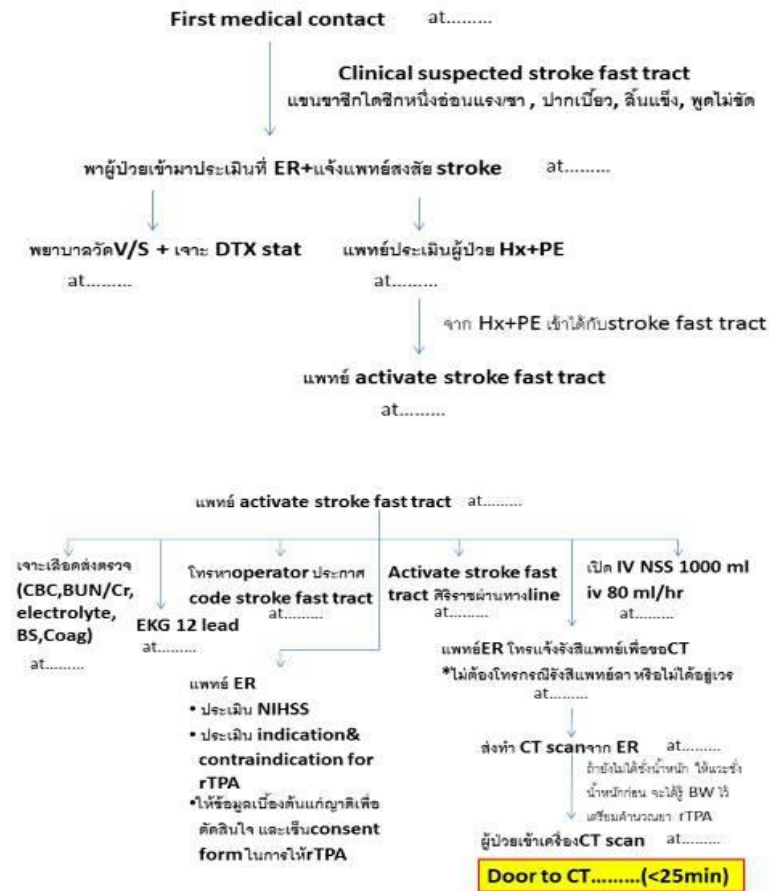 First medical contact at.........
Clinical suspected stroke fast tract
แขนขาซีกใดซีกหนึ่งอ่อนแรง/ชา , ปากเบี้ยว, ลิ้นแข็ง, พูดไม่ชัด
พาผู้ป่วยเข้ามาประเมินที่ ER+แจ้งแพทย์สงสัย stroke at.........
พยาบาลวัดV/S + เจาะ DTX stat
at.........
แพทย์ประเมินผู้ป่วย Hx+PE
at.........
จาก Hx+PE เข้าได้กับstroke fast tract
แพทย์ activate stroke fast tract
at.........
แพทย์ activate stroke fast tract at.........
เจาะเลือดส่งตรวจ
(CBC,BUN/Cr,
electrolyte,
BS,Coag)
at.........
EKG 12 lead
at.........
โทรหาoperator ประกาศ
code stroke fast tract
at.........
Activate stroke fast
tract ศิริราชผ่านทางline
at.........
เปิด IV NSS 1000 ml
iv 80 ml/hr
at.........
แพทย์ ER
• ประเมิน NIHSS
• ประเมิน indication&
contraindication for
rTPA
•ให้ข้อมูลเบื้องต้นแก่ญาติเพื่อ
ตัดสินใจ และเซ็นconsent
form ในการให้rTPA
แพทย์ER โทรแจ้งรังสีแพทย์เพื่อขอCT
*ไม่ต้องโทรกรณีรังสีแพทย์ลา หรือไม่ได้อยู่เวร
at.........
ส่งทำ CT scanจาก ER at.........
ถ้ายังไม่ได้ชั่งน้ำหนัก ให้แวะชั่ง
น้ำหนักก่อน จะได้รู้ BW ไว้
เตรียมคำนวณยา rTPA
ผู้ป่วยเข้าเครื่องCT scan at.........
Door to CT.........(<25min)